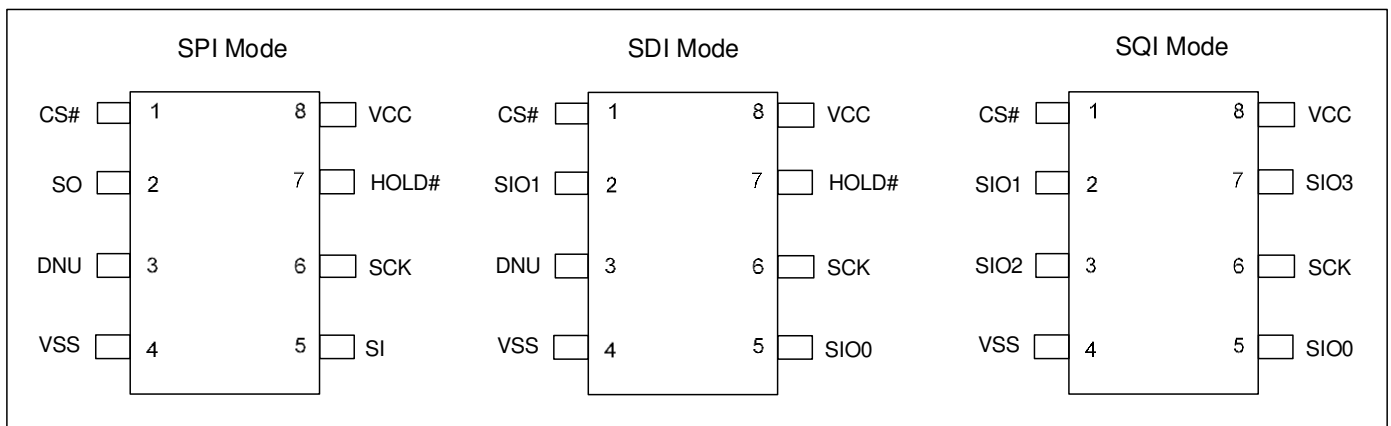 SPI Mode
CS# 1 8 VCC
SO 2 7 HOLD#
DNU 3 6 SCK
VSS 4 5 SI
SDI Mode
CS# 1 8 VCC
SIO1 2 7 HOLD#
DNU 3 6 SCK
VSS 4 5 SIO0
SQI Mode
CS# 1 8 VCC
SIO1 2 7 SIO3
SIO2 3 6 SCK
VSS 4 5 SIO0